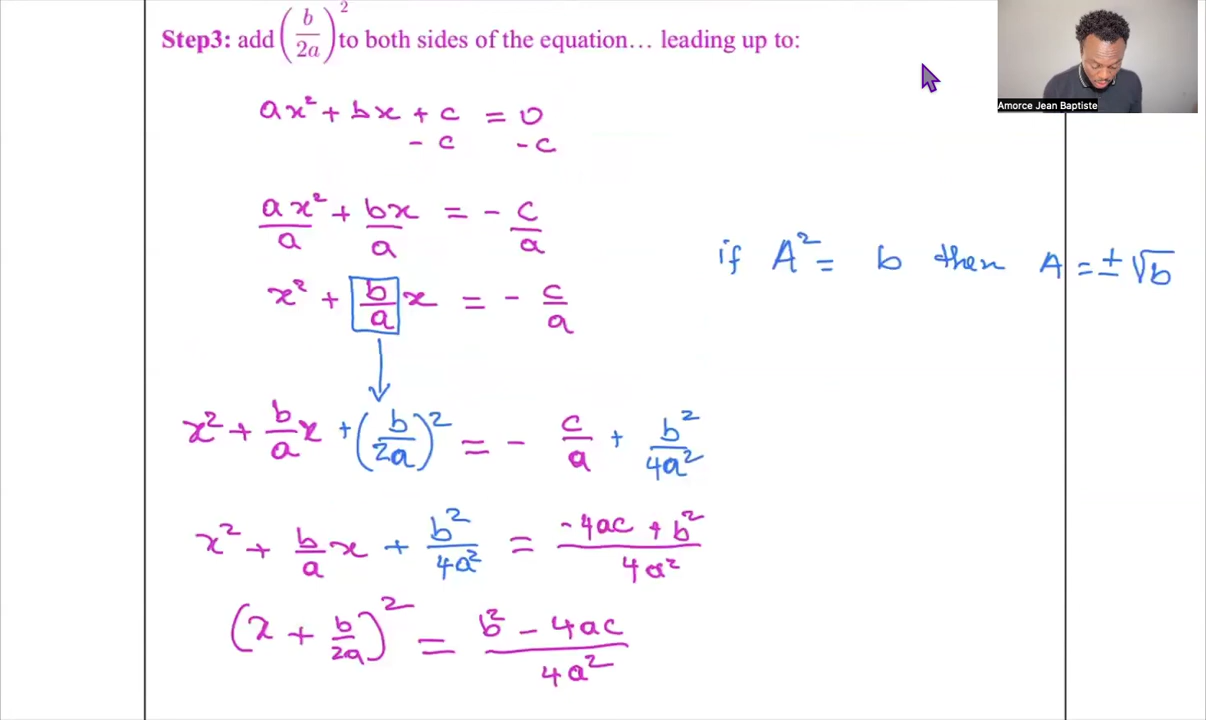 Step3: add (b/2a)² to both sides of the equation… leading up to:
Amorce Jean Baptiste
ax² + bx + c = 0
- c - c
ax²/a + bx/a = - c/a
if A² = b then A = ± √b
x² + b/a x = - c/a
x² + b/a x + (b/2a)² = - c/a + b²/4a²
x² + b/a x + b²/4a² = -4ac + b²/4a²
(x + b/2a)² = b² - 4ac/4a²